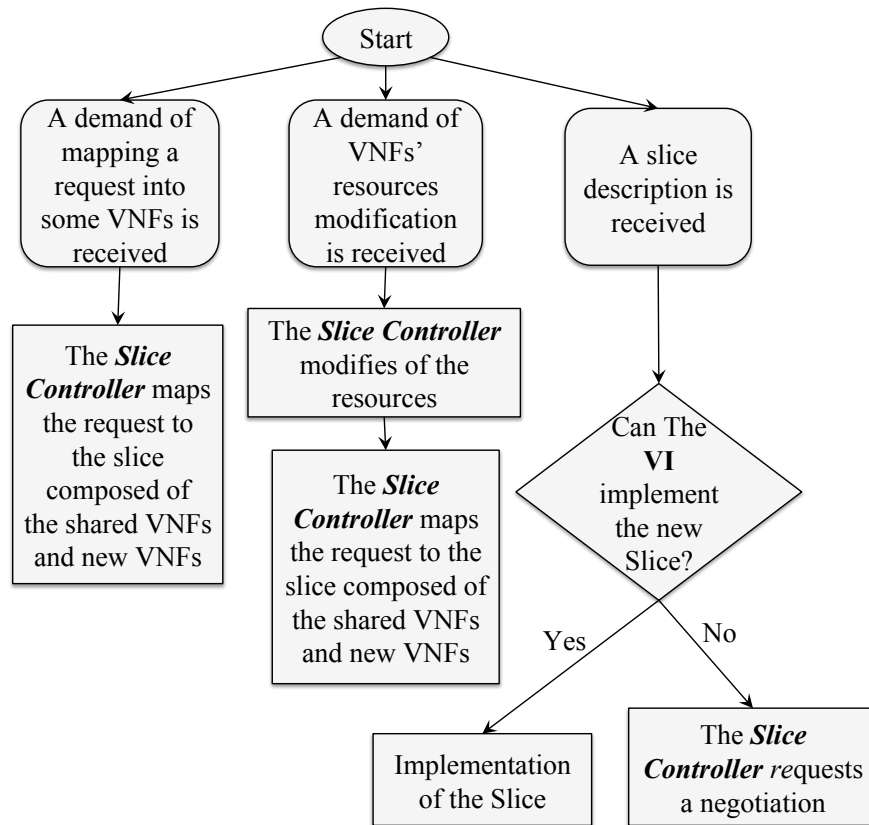 Start
A demand of
mapping a
request into
some VNFs is
received
A demand of
VNFs’
resources
modification
is received
A slice
description is
received
The Slice
Controller maps
the request to
the slice
composed of
the shared VNFs
and new VNFs
The Slice Controller
modifies of the
resources
The Slice
Controller maps
the request to the
slice composed of
the shared VNFs
and new VNFs
Can The
VI
implement
the new
Slice?
Yes
No
Implementation
of the Slice
The Slice
Controller requests
a negotiation